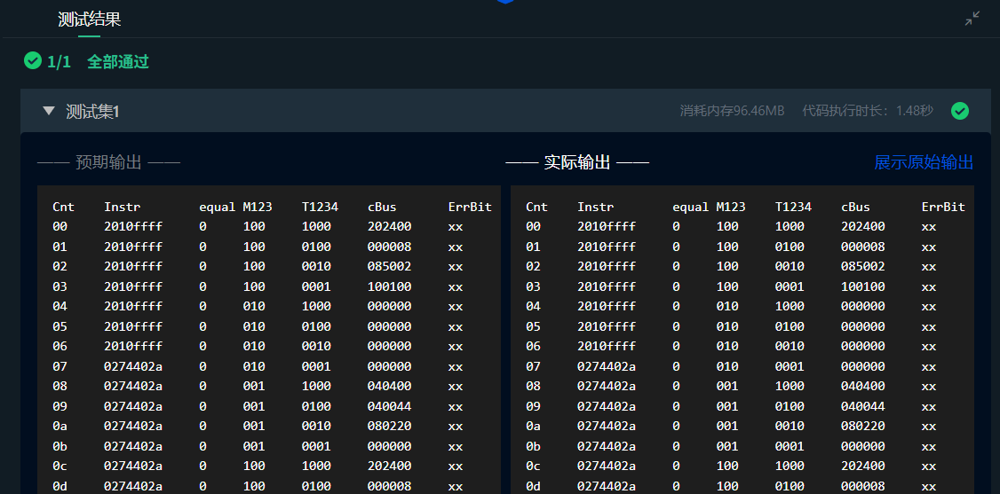 测试结果
1/1 全部通过
测试集1 消耗内存96.46MB 代码执行时长：1.48秒
—— 预期输出 —— —— 实际输出 —— 展示原始输出
Cnt Instr equal M123 T1234 cBus ErrBit Cnt Instr equal M123 T1234 cBus ErrBit
00 2010ffff 0 100 1000 202400 xx 00 2010ffff 0 100 1000 202400 xx
01 2010ffff 0 100 0100 000008 xx 01 2010ffff 0 100 0100 000008 xx
02 2010ffff 0 100 0010 085002 xx 02 2010ffff 0 100 0010 085002 xx
03 2010ffff 0 100 0001 100100 xx 03 2010ffff 0 100 0001 100100 xx
04 2010ffff 0 010 1000 000000 xx 04 2010ffff 0 010 1000 000000 xx
05 2010ffff 0 010 0100 000000 xx 05 2010ffff 0 010 0100 000000 xx
06 2010ffff 0 010 0010 000000 xx 06 2010ffff 0 010 0010 000000 xx
07 0274402a 0 010 0001 000000 xx 07 0274402a 0 010 0001 000000 xx
08 0274402a 0 001 1000 040400 xx 08 0274402a 0 001 1000 040400 xx
09 0274402a 0 001 0100 040044 xx 09 0274402a 0 001 0100 040044 xx
0a 0274402a 0 001 0010 080220 xx 0a 0274402a 0 001 0010 080220 xx
0b 0274402a 0 001 0001 000000 xx 0b 0274402a 0 001 0001 000000 xx
0c 0274402a 0 100 1000 202400 xx 0c 0274402a 0 100 1000 202400 xx
0d 0274402a 0 100 0100 000008 xx 0d 0274402a 0 100 0100 000008 xx